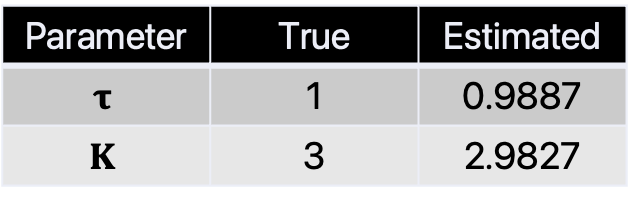 Parameter True Estimated
τ 1 0.9887
K 3 2.9827